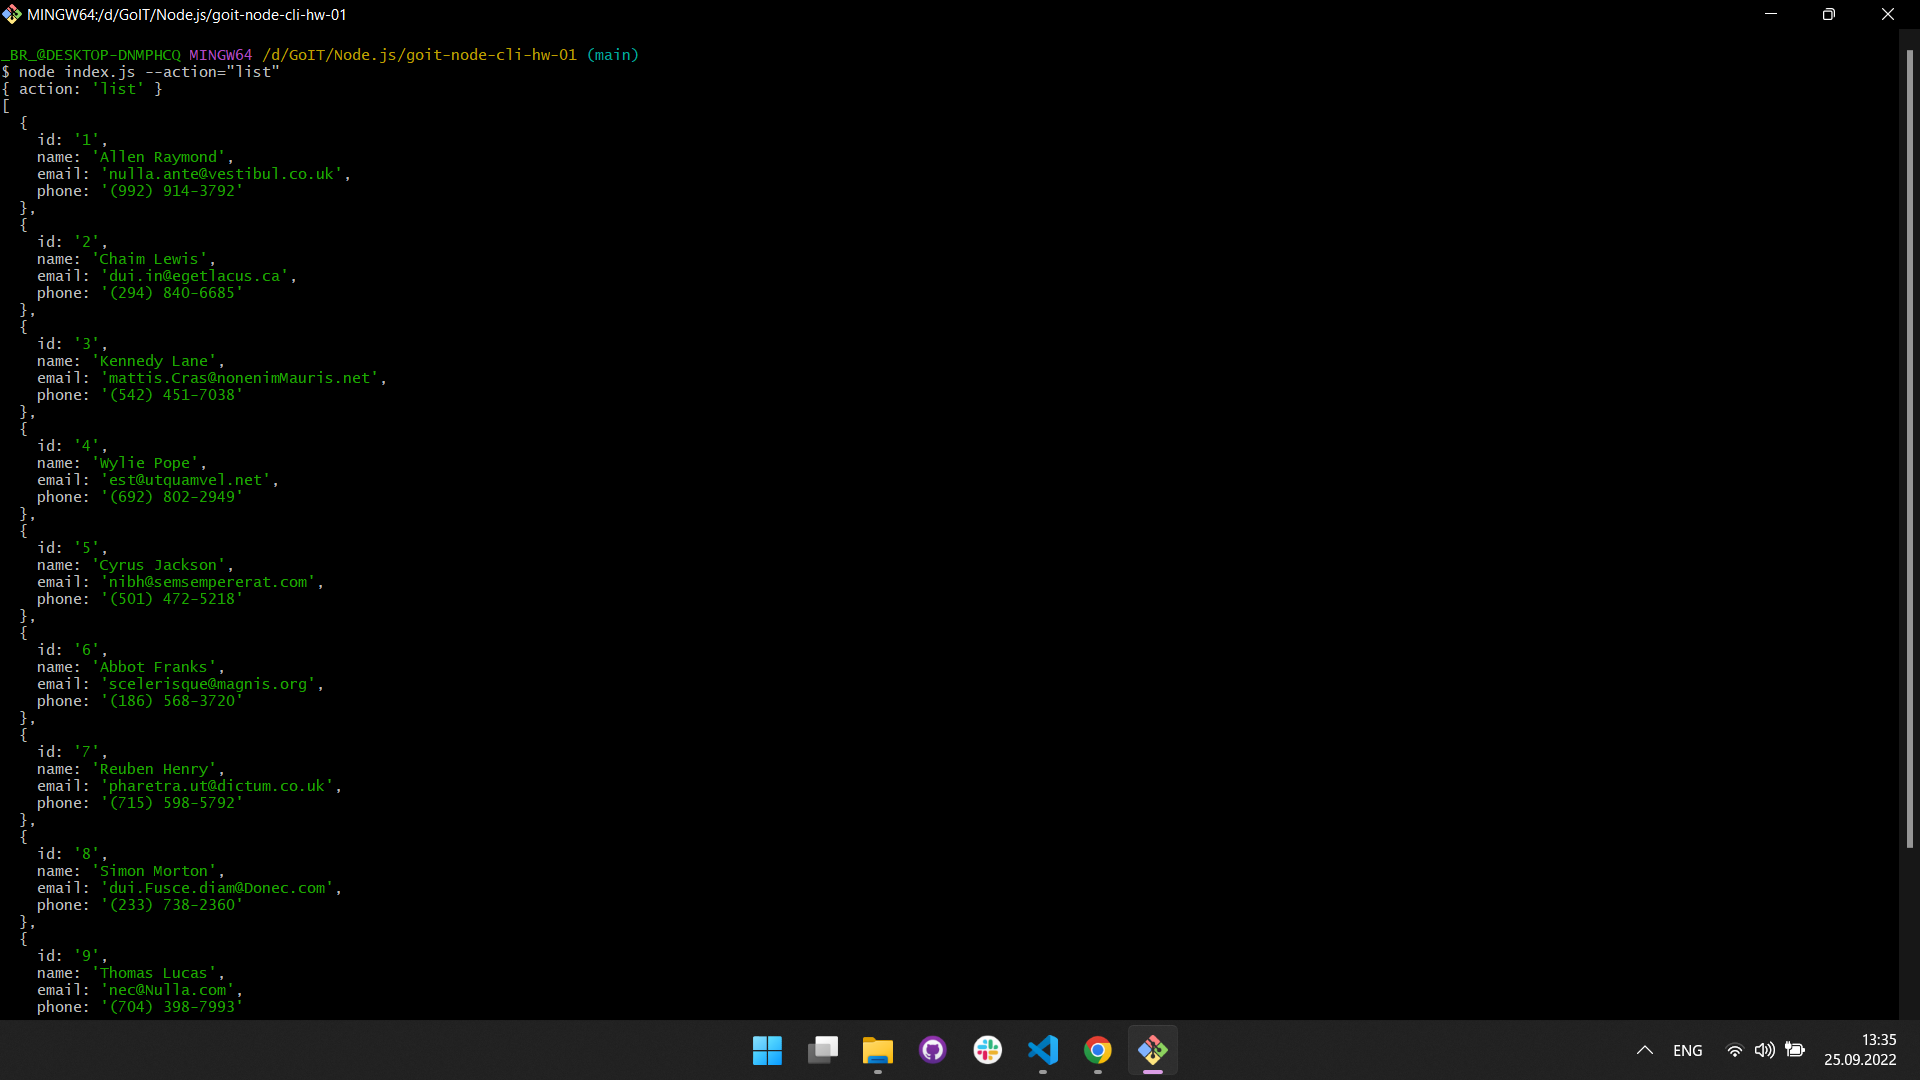 MINGW64:/d/GoIT/Node.js/goit-node-cli-hw-01
_BR_@DESKTOP-DNMPHCQ MINGW64 /d/GoIT/Node.js/goit-node-cli-hw-01 (main)
$ node index.js --action="list"
{ action: 'list' }
[
  {
    id: '1',
    name: 'Allen Raymond',
    email: 'nulla.ante@vestibul.co.uk',
    phone: '(992) 914-3792'
  },
  {
    id: '2',
    name: 'Chaim Lewis',
    email: 'dui.in@egetlacus.ca',
    phone: '(294) 840-6685'
  },
  {
    id: '3',
    name: 'Kennedy Lane',
    email: 'mattis.Cras@nonenimMauris.net',
    phone: '(542) 451-7038'
  },
  {
    id: '4',
    name: 'Wylie Pope',
    email: 'est@utquamvel.net',
    phone: '(692) 802-2949'
  },
  {
    id: '5',
    name: 'Cyrus Jackson',
    email: 'nibh@semsempererat.com',
    phone: '(501) 472-5218'
  },
  {
    id: '6',
    name: 'Abbot Franks',
    email: 'scelerisque@magnis.org',
    phone: '(186) 568-3720'
  },
  {
    id: '7',
    name: 'Reuben Henry',
    email: 'pharetra.ut@dictum.co.uk',
    phone: '(715) 598-5792'
  },
  {
    id: '8',
    name: 'Simon Morton',
    email: 'dui.Fusce.diam@Donec.com',
    phone: '(233) 738-2360'
  },
  {
    id: '9',
    name: 'Thomas Lucas',
    email: 'nec@Nulla.com',
    phone: '(704) 398-7993'
ENG
13:35
25.09.2022